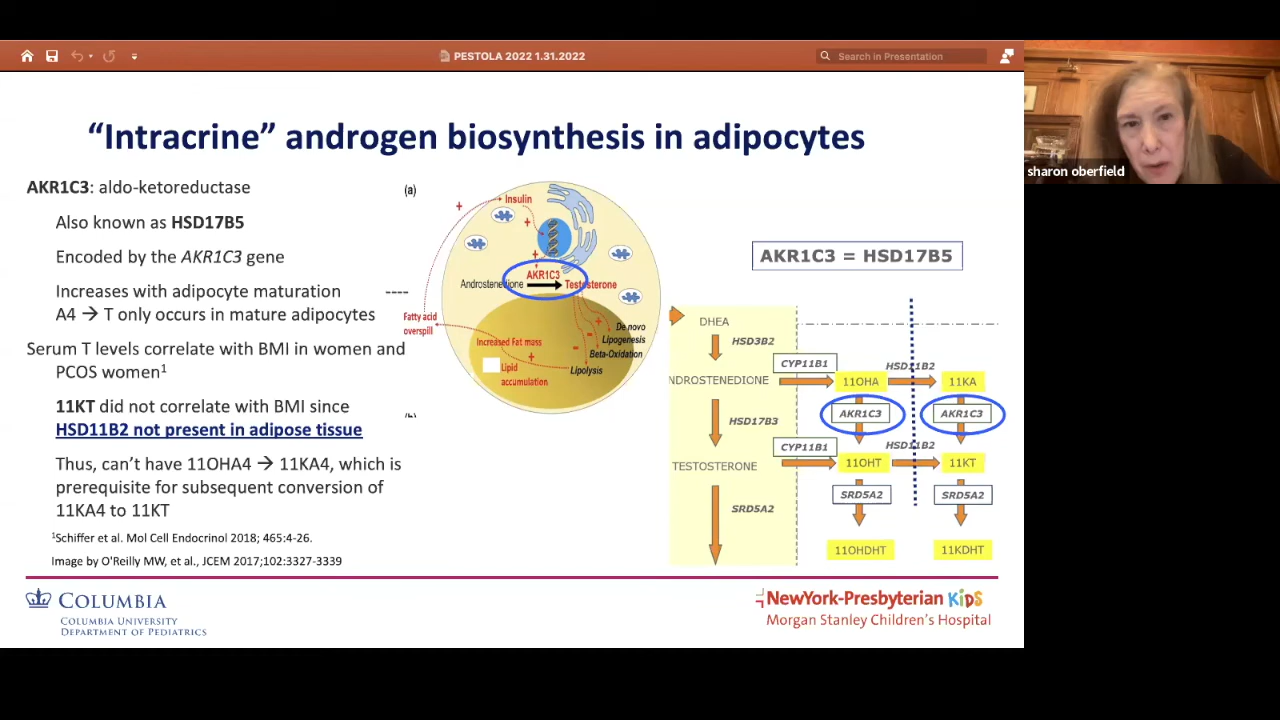 PESTOLA 2022 1.31.2022
Search in Presentation
sharon oberfield
“Intracrine” androgen biosynthesis in adipocytes
AKR1C3: aldo-ketoreductase
Also known as HSD17B5
Encoded by the AKR1C3 gene
Increases with adipocyte maturation ----
A4 → T only occurs in mature adipocytes
Serum T levels correlate with BMI in women and
PCOS women1
11KT did not correlate with BMI since
HSD11B2 not present in adipose tissue
Thus, can’t have 11OHA4 → 11KA4, which is
prerequisite for subsequent conversion of
11KA4 to 11KT
1Schiffer et al. Mol Cell Endocrinol 2018; 465:4-26.
Image by O'Reilly MW, et al., JCEM 2017;102:3327-3339
(a)
Insulin
+
+
+
AKR1C3
Androstenedione
Testosterone
Fatty acid
overspill
+
-
-
De novo
Lipogenesis
Beta-Oxidation
Lipolysis
Increased Fat mass
+
Lipid
accumulation
AKR1C3 = HSD17B5
DHEA
HSD3B2
CYP11B1
HSD11B2
NDROSTENEDIONE
11OHA
11KA
AKR1C3
AKR1C3
HSD17B3
CYP11B1
HSD11B2
TESTOSTERONE
11OHT
11KT
SRD5A2
SRD5A2
SRD5A2
11OHDHT
11KDHT
COLUMBIA
COLUMBIA UNIVERSITY
DEPARTMENT OF PEDIATRICS
NewYork-Presbyterian KiDS
Morgan Stanley Children’s Hospital